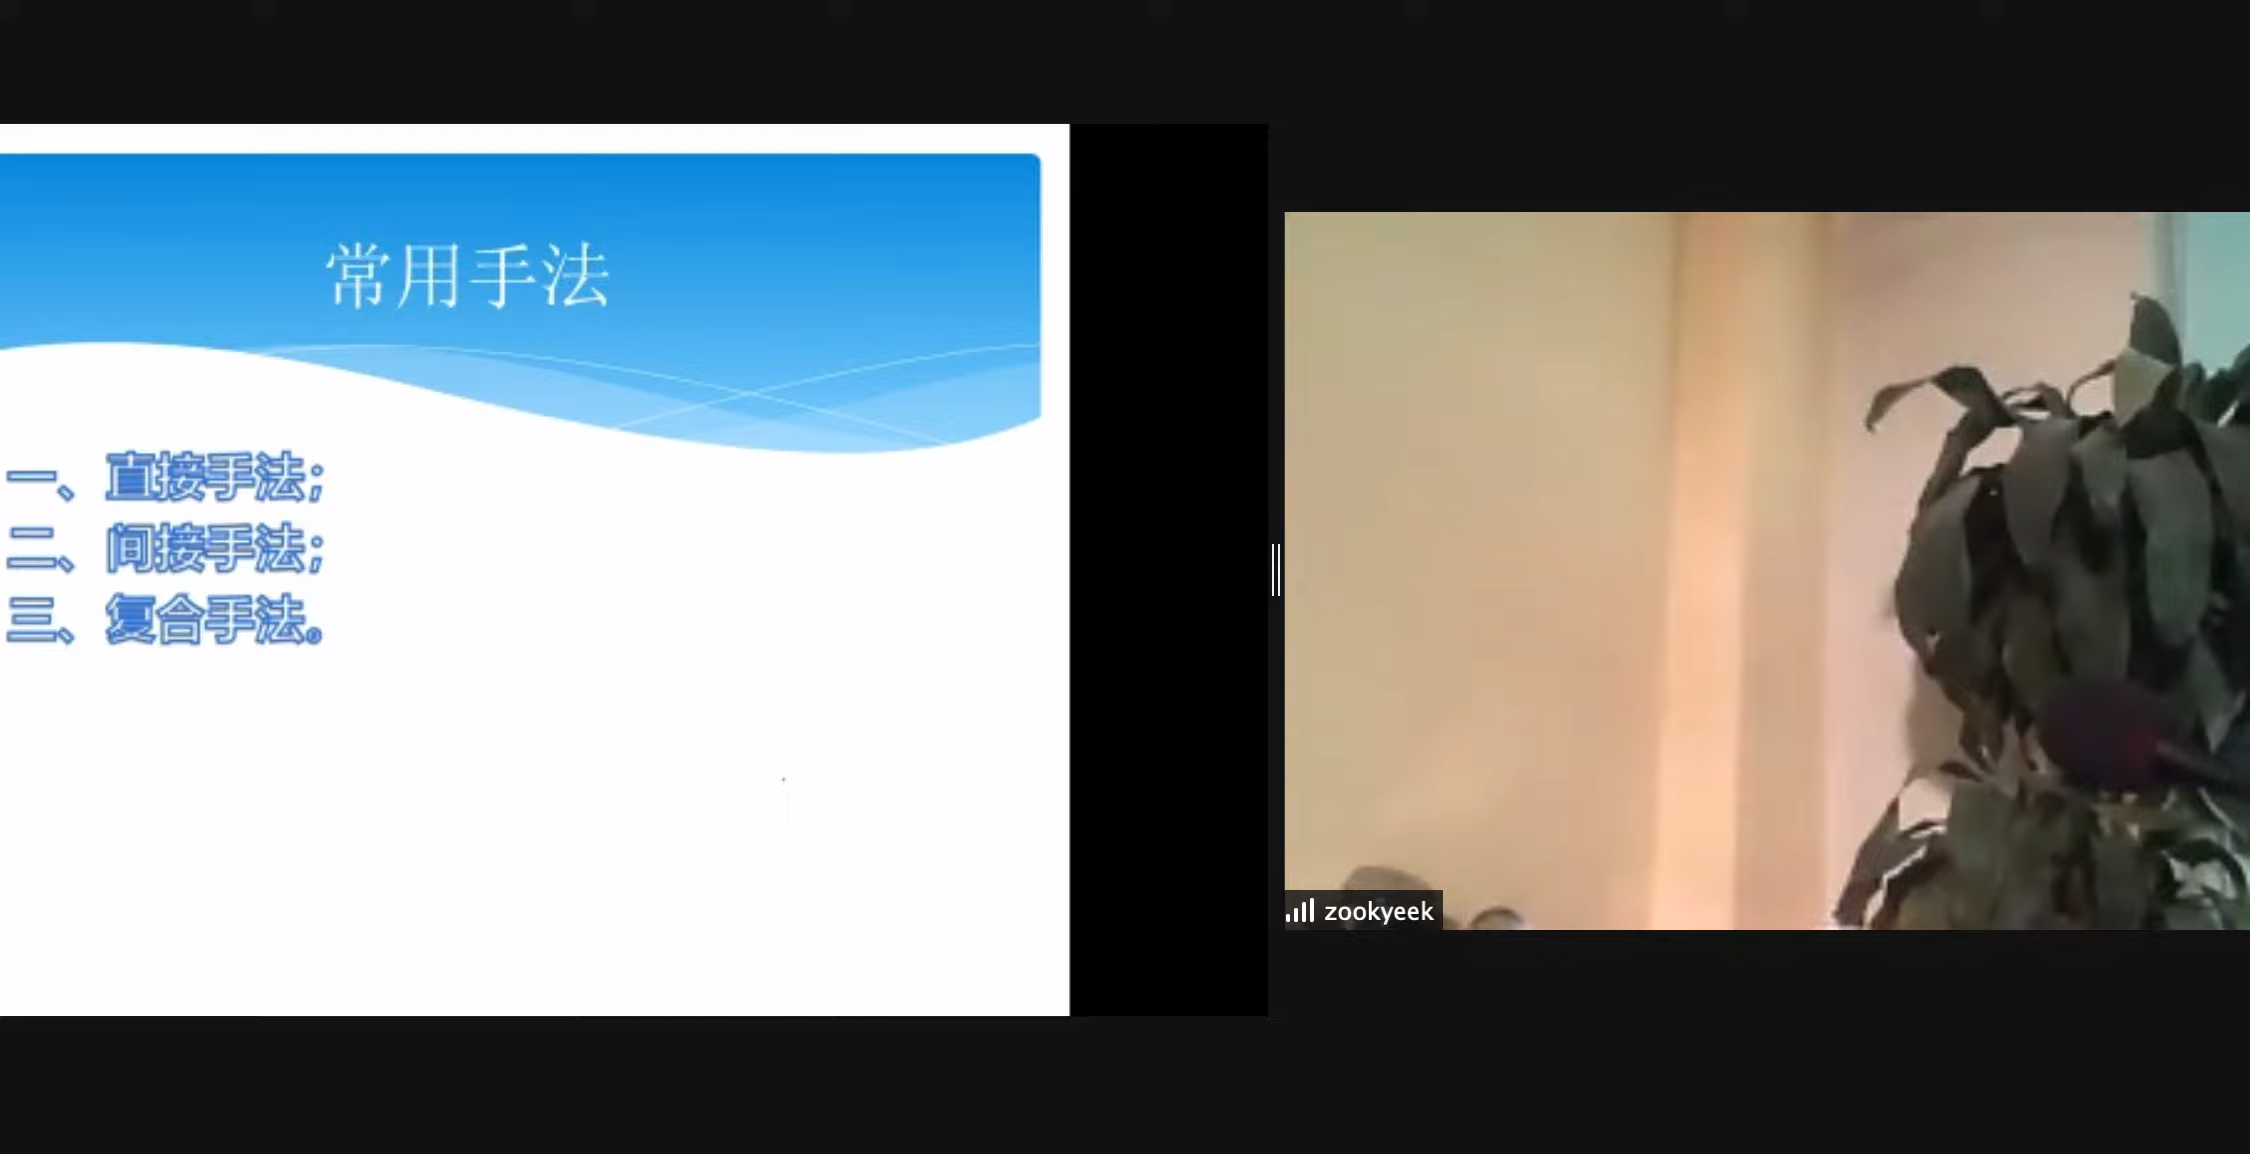 常用手法
一、直接手法；
二、间接手法；
三、复合手法。
zookyeek